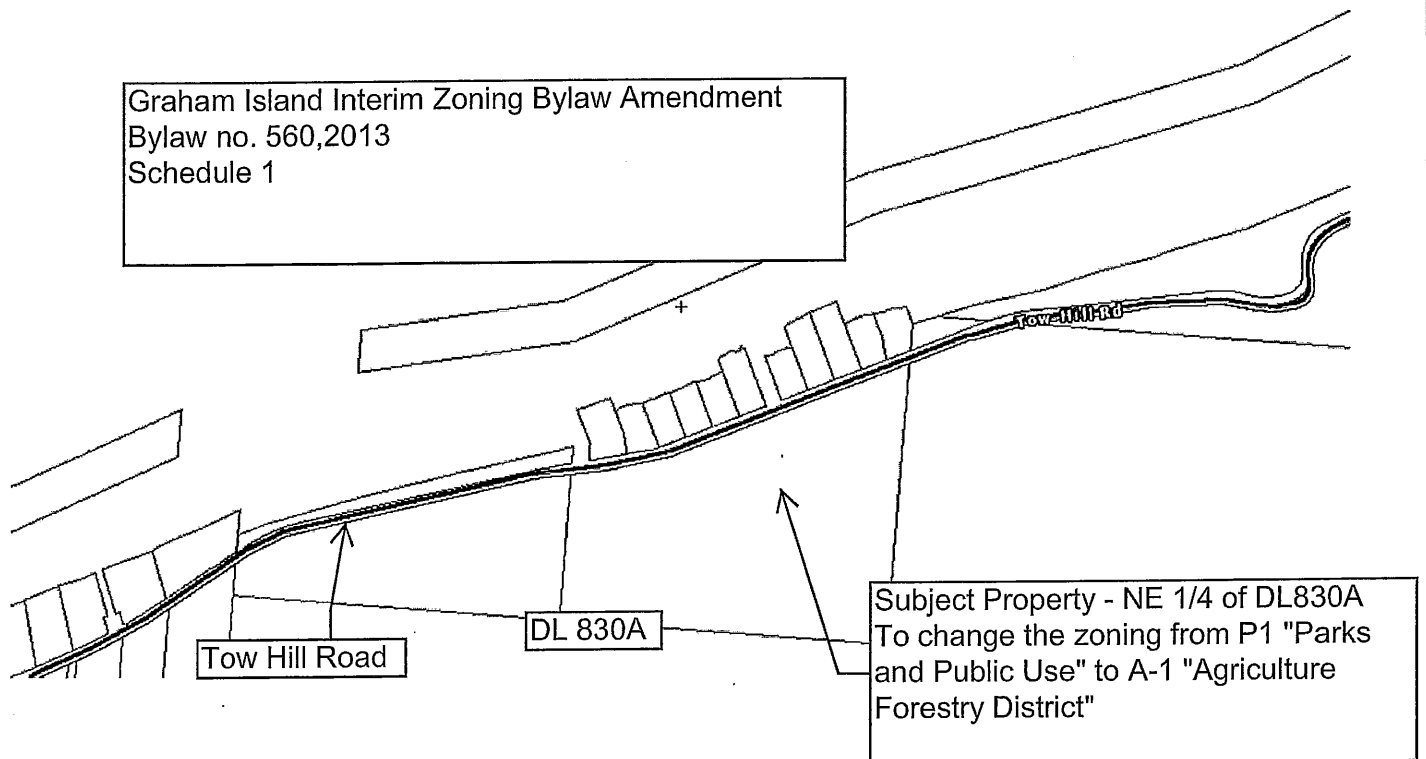 Graham Island Interim Zoning Bylaw Amendment
Bylaw no. 560,2013
Schedule 1
Tow-Hill-Rd
DL 830A
Tow Hill Road
Subject Property - NE 1/4 of DL830A
To change the zoning from P1 "Parks
and Public Use" to A-1 "Agriculture
Forestry District"